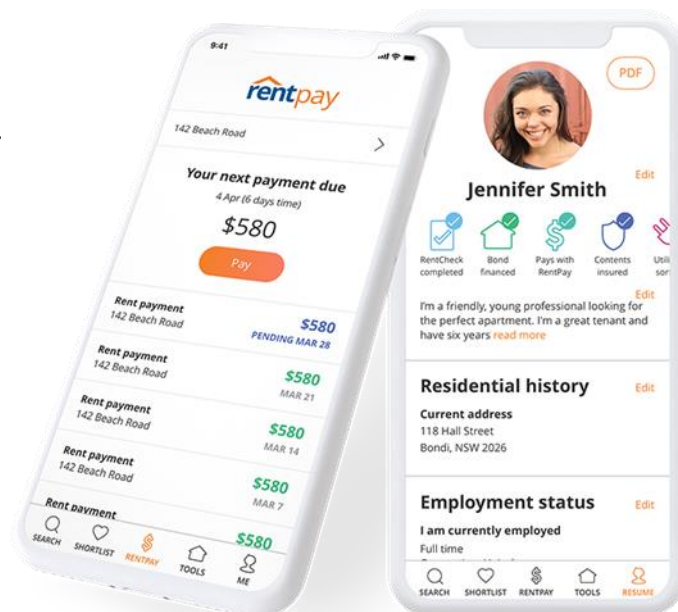 9:41
rentpay
142 Beach Road
Your next payment due
4 Apr (6 days time)
$580
Pay
Rent payment
142 Beach Road
$580
PENDING MAR 28
Rent payment
142 Beach Road
$580
MAR 21
Rent payment
142 Beach Road
$580
MAR 14
Rent payment
142 Beach Road
$580
MAR 7
Rent payment
$580
SEARCH SHORTLIST RENTPAY TOOLS ME
PDF
Edit
Jennifer Smith
RentCheck completed
Bond financed
Pays with RentPay
Contents insured
Edit
I'm a friendly, young professional looking for
the perfect apartment. I'm a great tenant and
have six years read more
Residential history Edit
Current address
118 Hall Street
Bondi, NSW 2026
Employment status Edit
I am currently employed
Full time
SEARCH SHORTLIST RENTPAY TOOLS RESUME